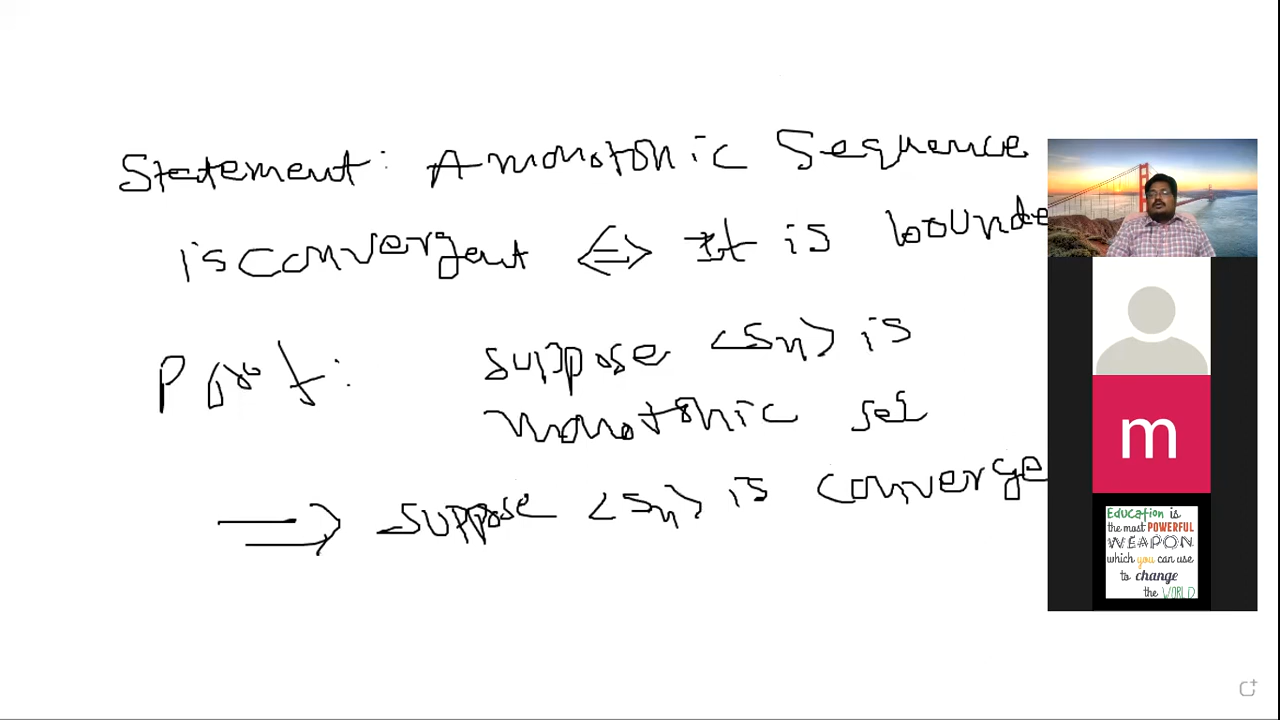 Statement: A monotonic Sequence
is convergent <=> It is bounde
Proof: suppose <Sn> is
monotonic
=> suppose <Sn> is converge
m
Education is
the most POWERFUL
WEAPON
which you can use
to change
the WORLD